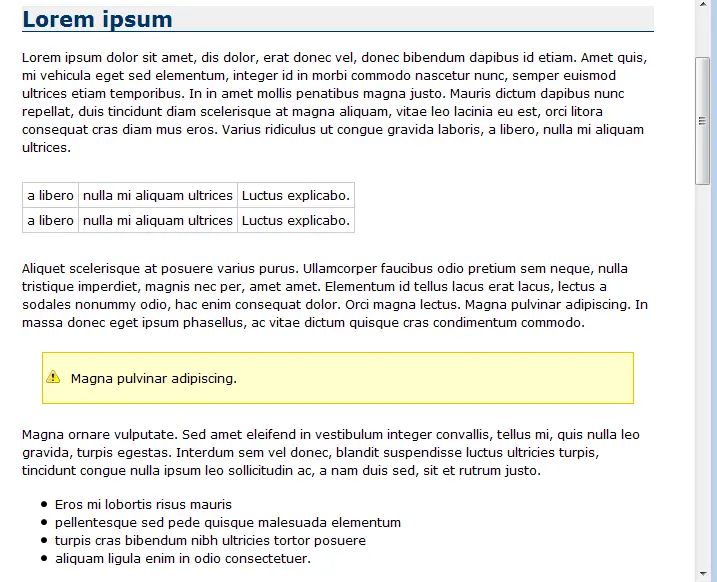 Lorem ipsum
Lorem ipsum dolor sit amet, dis dolor, erat donec vel, donec bibendum dapibus id etiam. Amet quis,
mi vehicula eget sed elementum, integer id in morbi commodo nascetur nunc, semper euismod
ultrices etiam temporibus. In in amet mollis penatibus magna justo. Mauris dictum dapibus nunc
repellat, duis tincidunt diam scelerisque at magna aliquam, vitae leo lacinia eu est, orci litora
consequat cras diam mus eros. Varius ridiculus ut congue gravida laboris, a libero, nulla mi aliquam
ultrices.
a libero nulla mi aliquam ultrices Luctus explicabo.
a libero nulla mi aliquam ultrices Luctus explicabo.
Aliquet scelerisque at posuere varius purus. Ullamcorper faucibus odio pretium sem neque, nulla
tristique imperdiet, magnis nec per, amet amet. Elementum id tellus lacus erat lacus, lectus a
sodales nonummy odio, hac enim consequat dolor. Orci magna lectus. Magna pulvinar adipiscing. In
massa donec eget ipsum phasellus, ac vitae dictum quisque cras condimentum commodo.
Magna pulvinar adipiscing.
Magna ornare vulputate. Sed amet eleifend in vestibulum integer convallis, tellus mi, quis nulla leo
gravida, turpis egestas. Interdum sem vel donec, blandit suspendisse luctus ultricies turpis,
tincidunt congue nulla ipsum leo sollicitudin ac, a nam duis sed, sit et rutrum justo.
• Eros mi lobortis risus mauris
• pellentesque sed pede quisque malesuada elementum
• turpis cras bibendum nibh ultricies tortor posuere
• aliquam ligula enim in odio consectetuer.